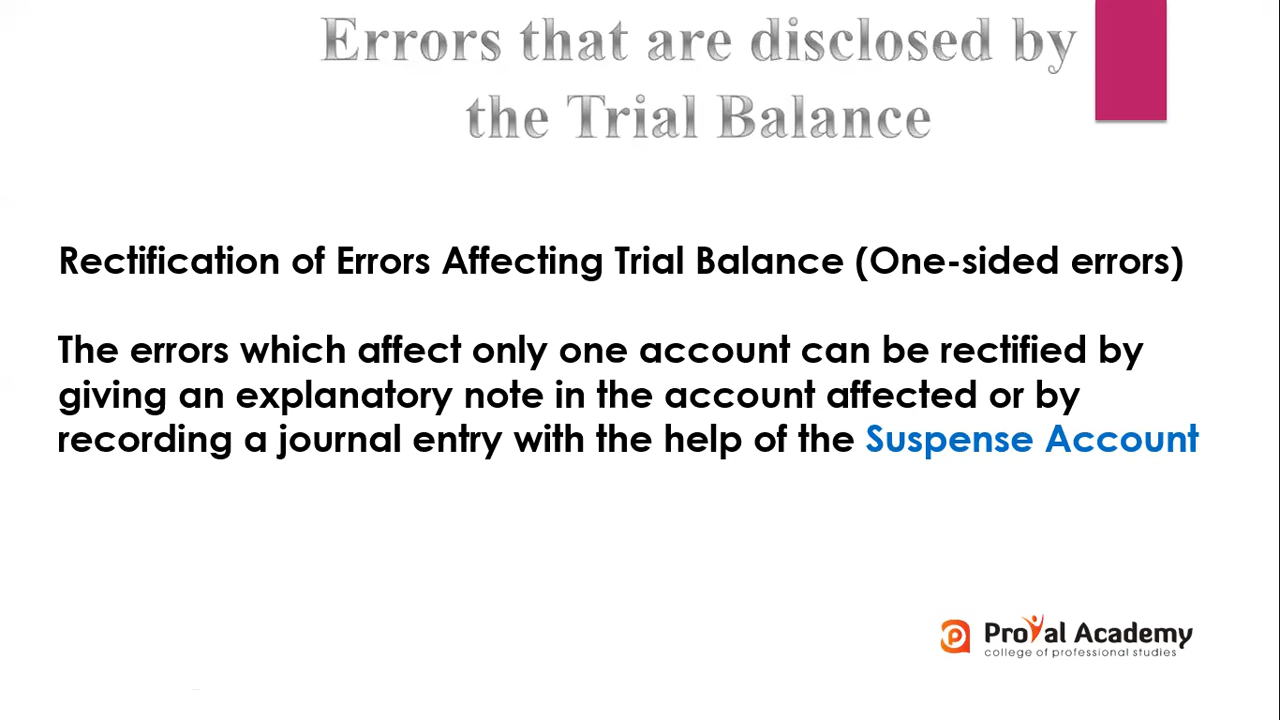 Errors that are disclosed by
the Trial Balance
Rectification of Errors Affecting Trial Balance (One-sided errors)
The errors which affect only one account can be rectified by
giving an explanatory note in the account affected or by
recording a journal entry with the help of the Suspense Account
ProVal Academy
college of professional studies